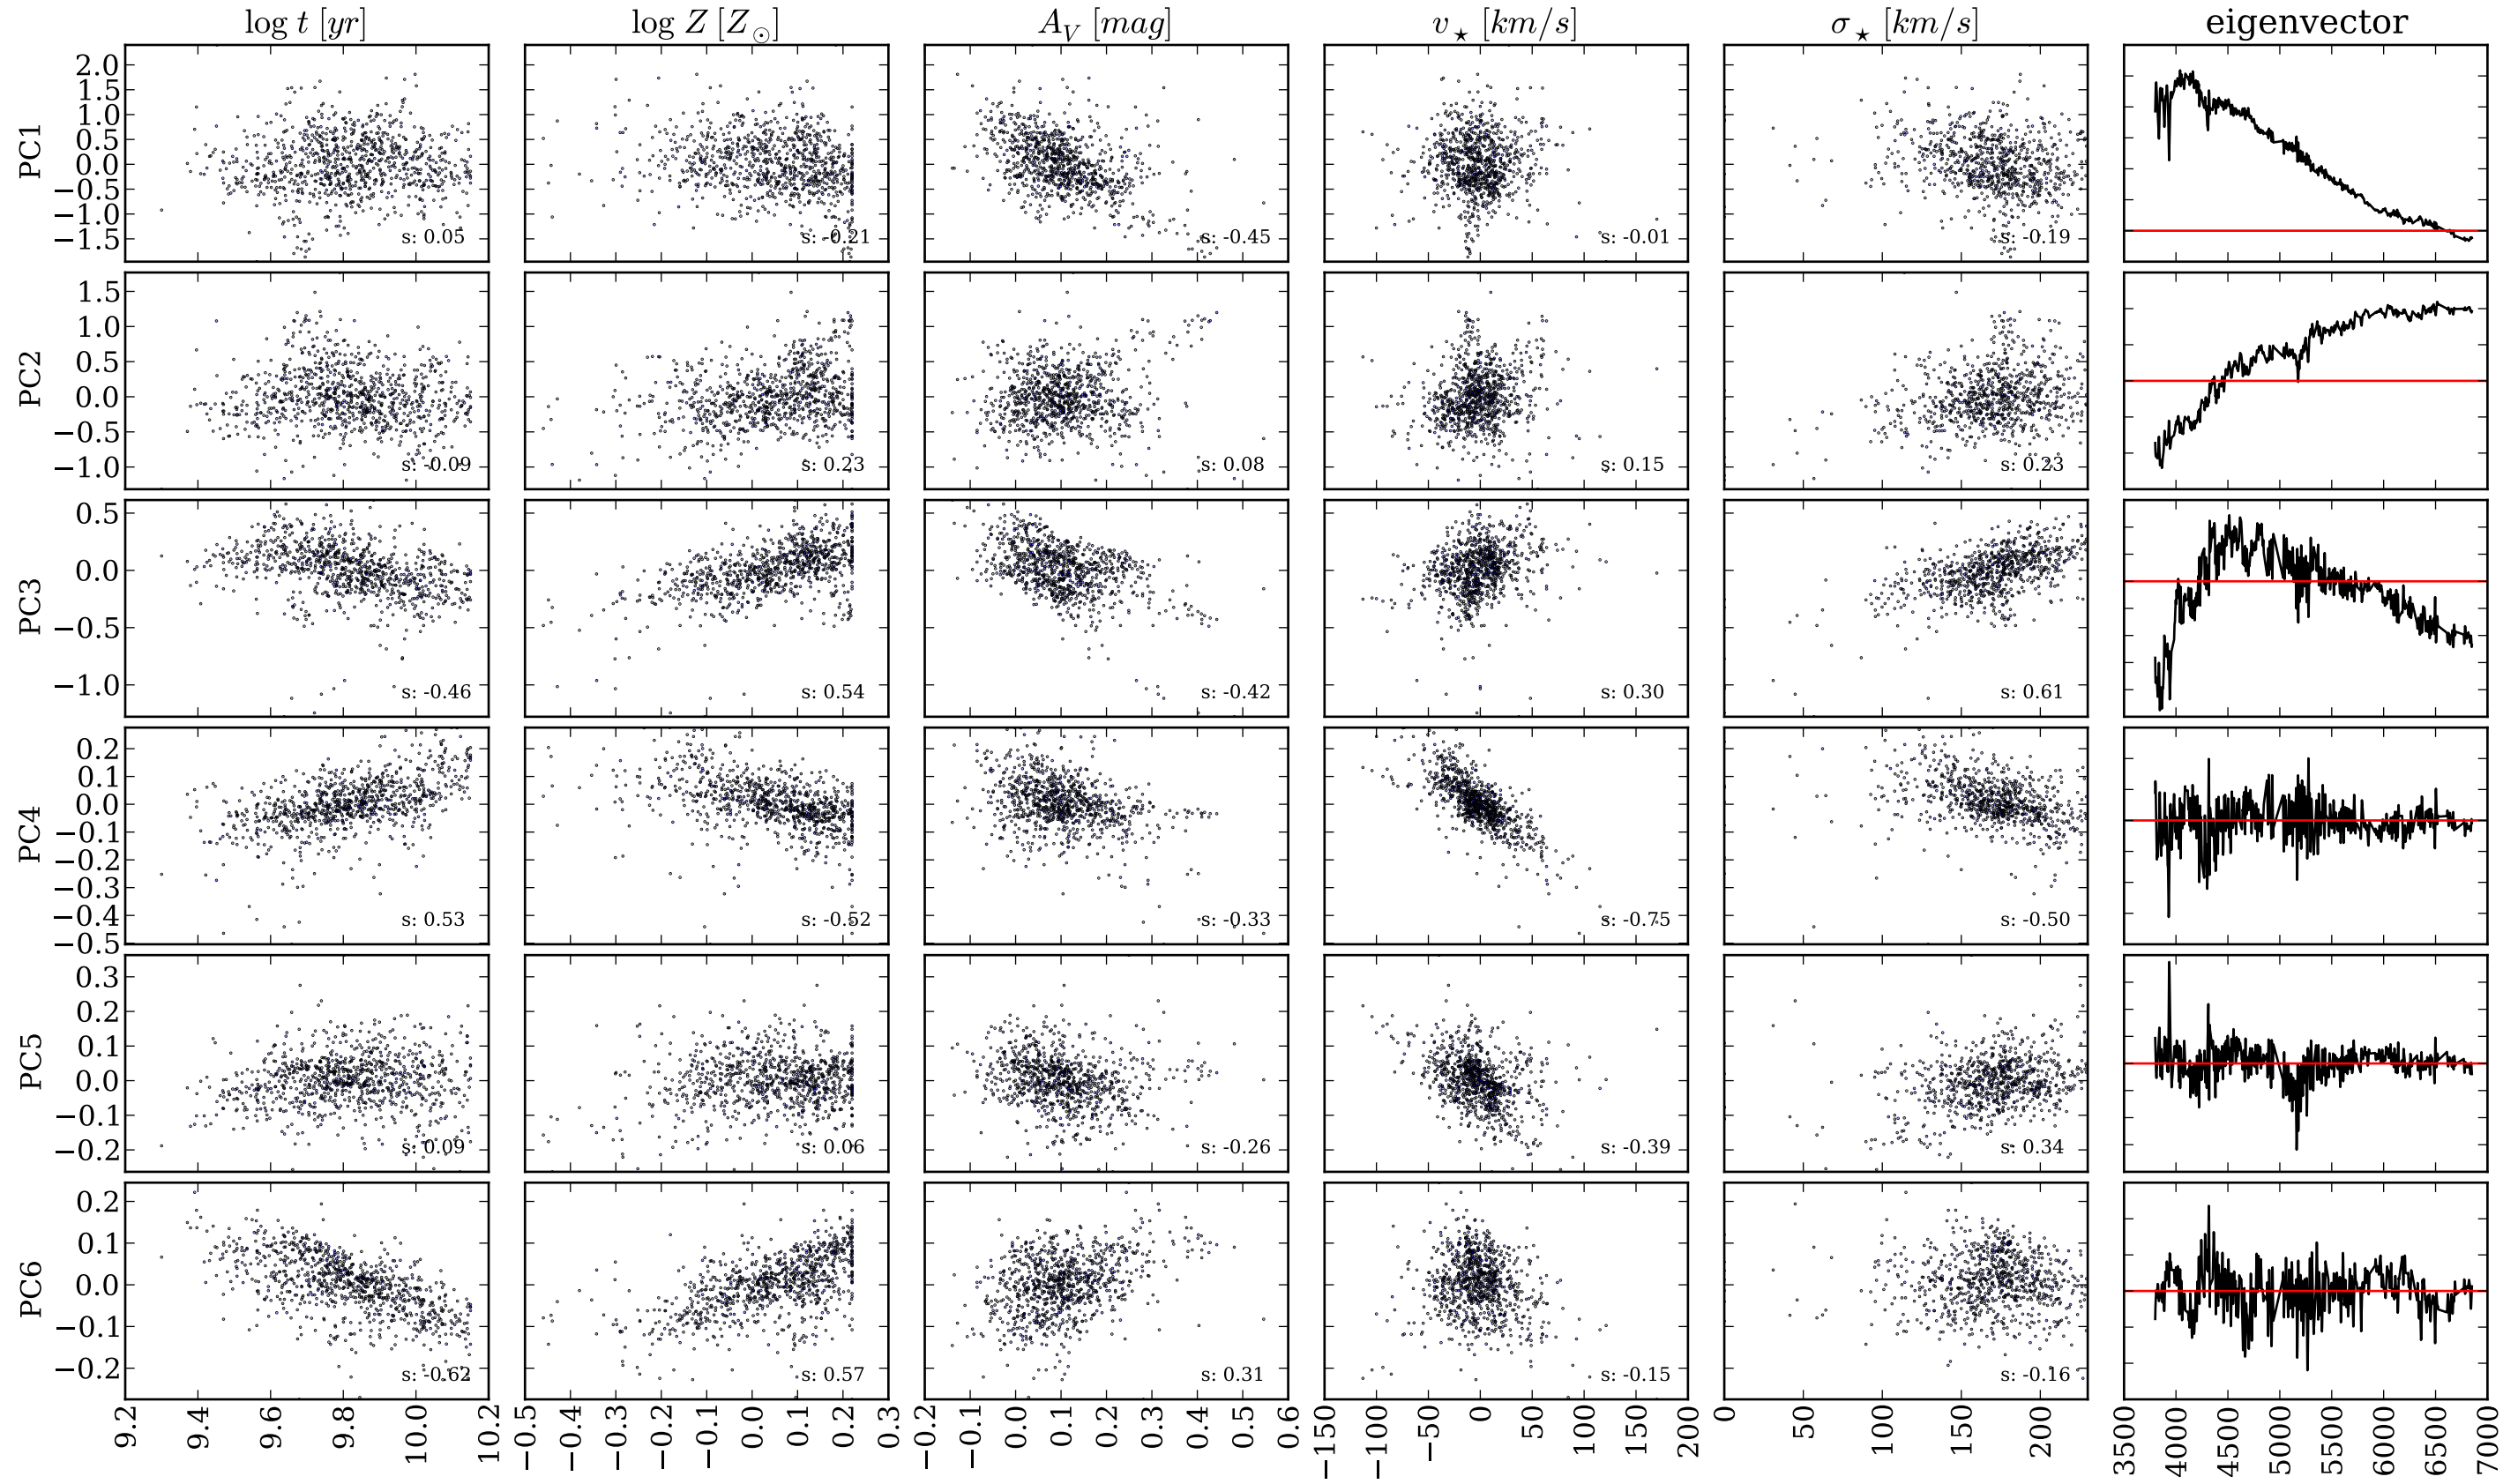 log t [yr] log Z [Z⊙] A_V [mag] v⋆ [km/s] σ⋆ [km/s] eigenvector
PC1
2.0
1.5
1.0
0.5
0.0
−0.5
−1.0
−1.5
s: 0.05 s: -0.21 s: -0.45 s: -0.01 s: -0.19
PC2
1.5
1.0
0.5
0.0
−0.5
−1.0
s: -0.09 s: 0.23 s: 0.08 s: 0.15 s: 0.23
PC3
0.5
0.0
−0.5
−1.0
s: -0.46 s: 0.54 s: -0.42 s: 0.30 s: 0.61
PC4
0.2
0.1
0.0
−0.1
−0.2
−0.3
−0.4
−0.5
s: 0.53 s: -0.52 s: -0.33 s: -0.75 s: -0.50
PC5
0.3
0.2
0.1
0.0
−0.1
−0.2
s: 0.09 s: 0.06 s: -0.26 s: -0.39 s: 0.34
PC6
0.2
0.1
0.0
−0.1
−0.2
s: -0.62 s: 0.57 s: 0.31 s: -0.15 s: -0.16
9.2 9.4 9.6 9.8 10.0 10.2 −0.5 −0.4 −0.3 −0.2 −0.1 0.0 0.1 0.2 0.3 −0.2 −0.1 0.0 0.1 0.2 0.3 0.4 0.5 0.6 −150 −100 −50 0 50 100 150 200 0 50 100 150 200 3500 4000 4500 5000 5500 6000 6500 7000